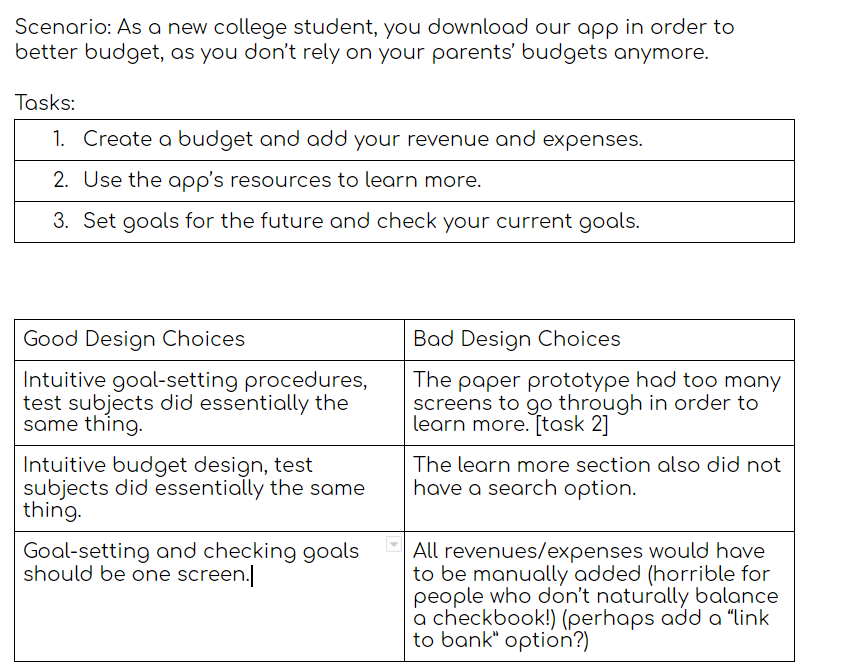 Scenario: As a new college student, you download our app in order to
better budget, as you don’t rely on your parents’ budgets anymore.
Tasks:
1. Create a budget and add your revenue and expenses.
2. Use the app’s resources to learn more.
3. Set goals for the future and check your current goals.
Good Design Choices
Bad Design Choices
Intuitive goal-setting procedures,
test subjects did essentially the
same thing.
The paper prototype had too many
screens to go through in order to
learn more. [task 2]
Intuitive budget design, test
subjects did essentially the same
thing.
The learn more section also did not
have a search option.
Goal-setting and checking goals
should be one screen.
All revenues/expenses would have
to be manually added (horrible for
people who don’t naturally balance
a checkbook!) (perhaps add a “link
to bank” option?)